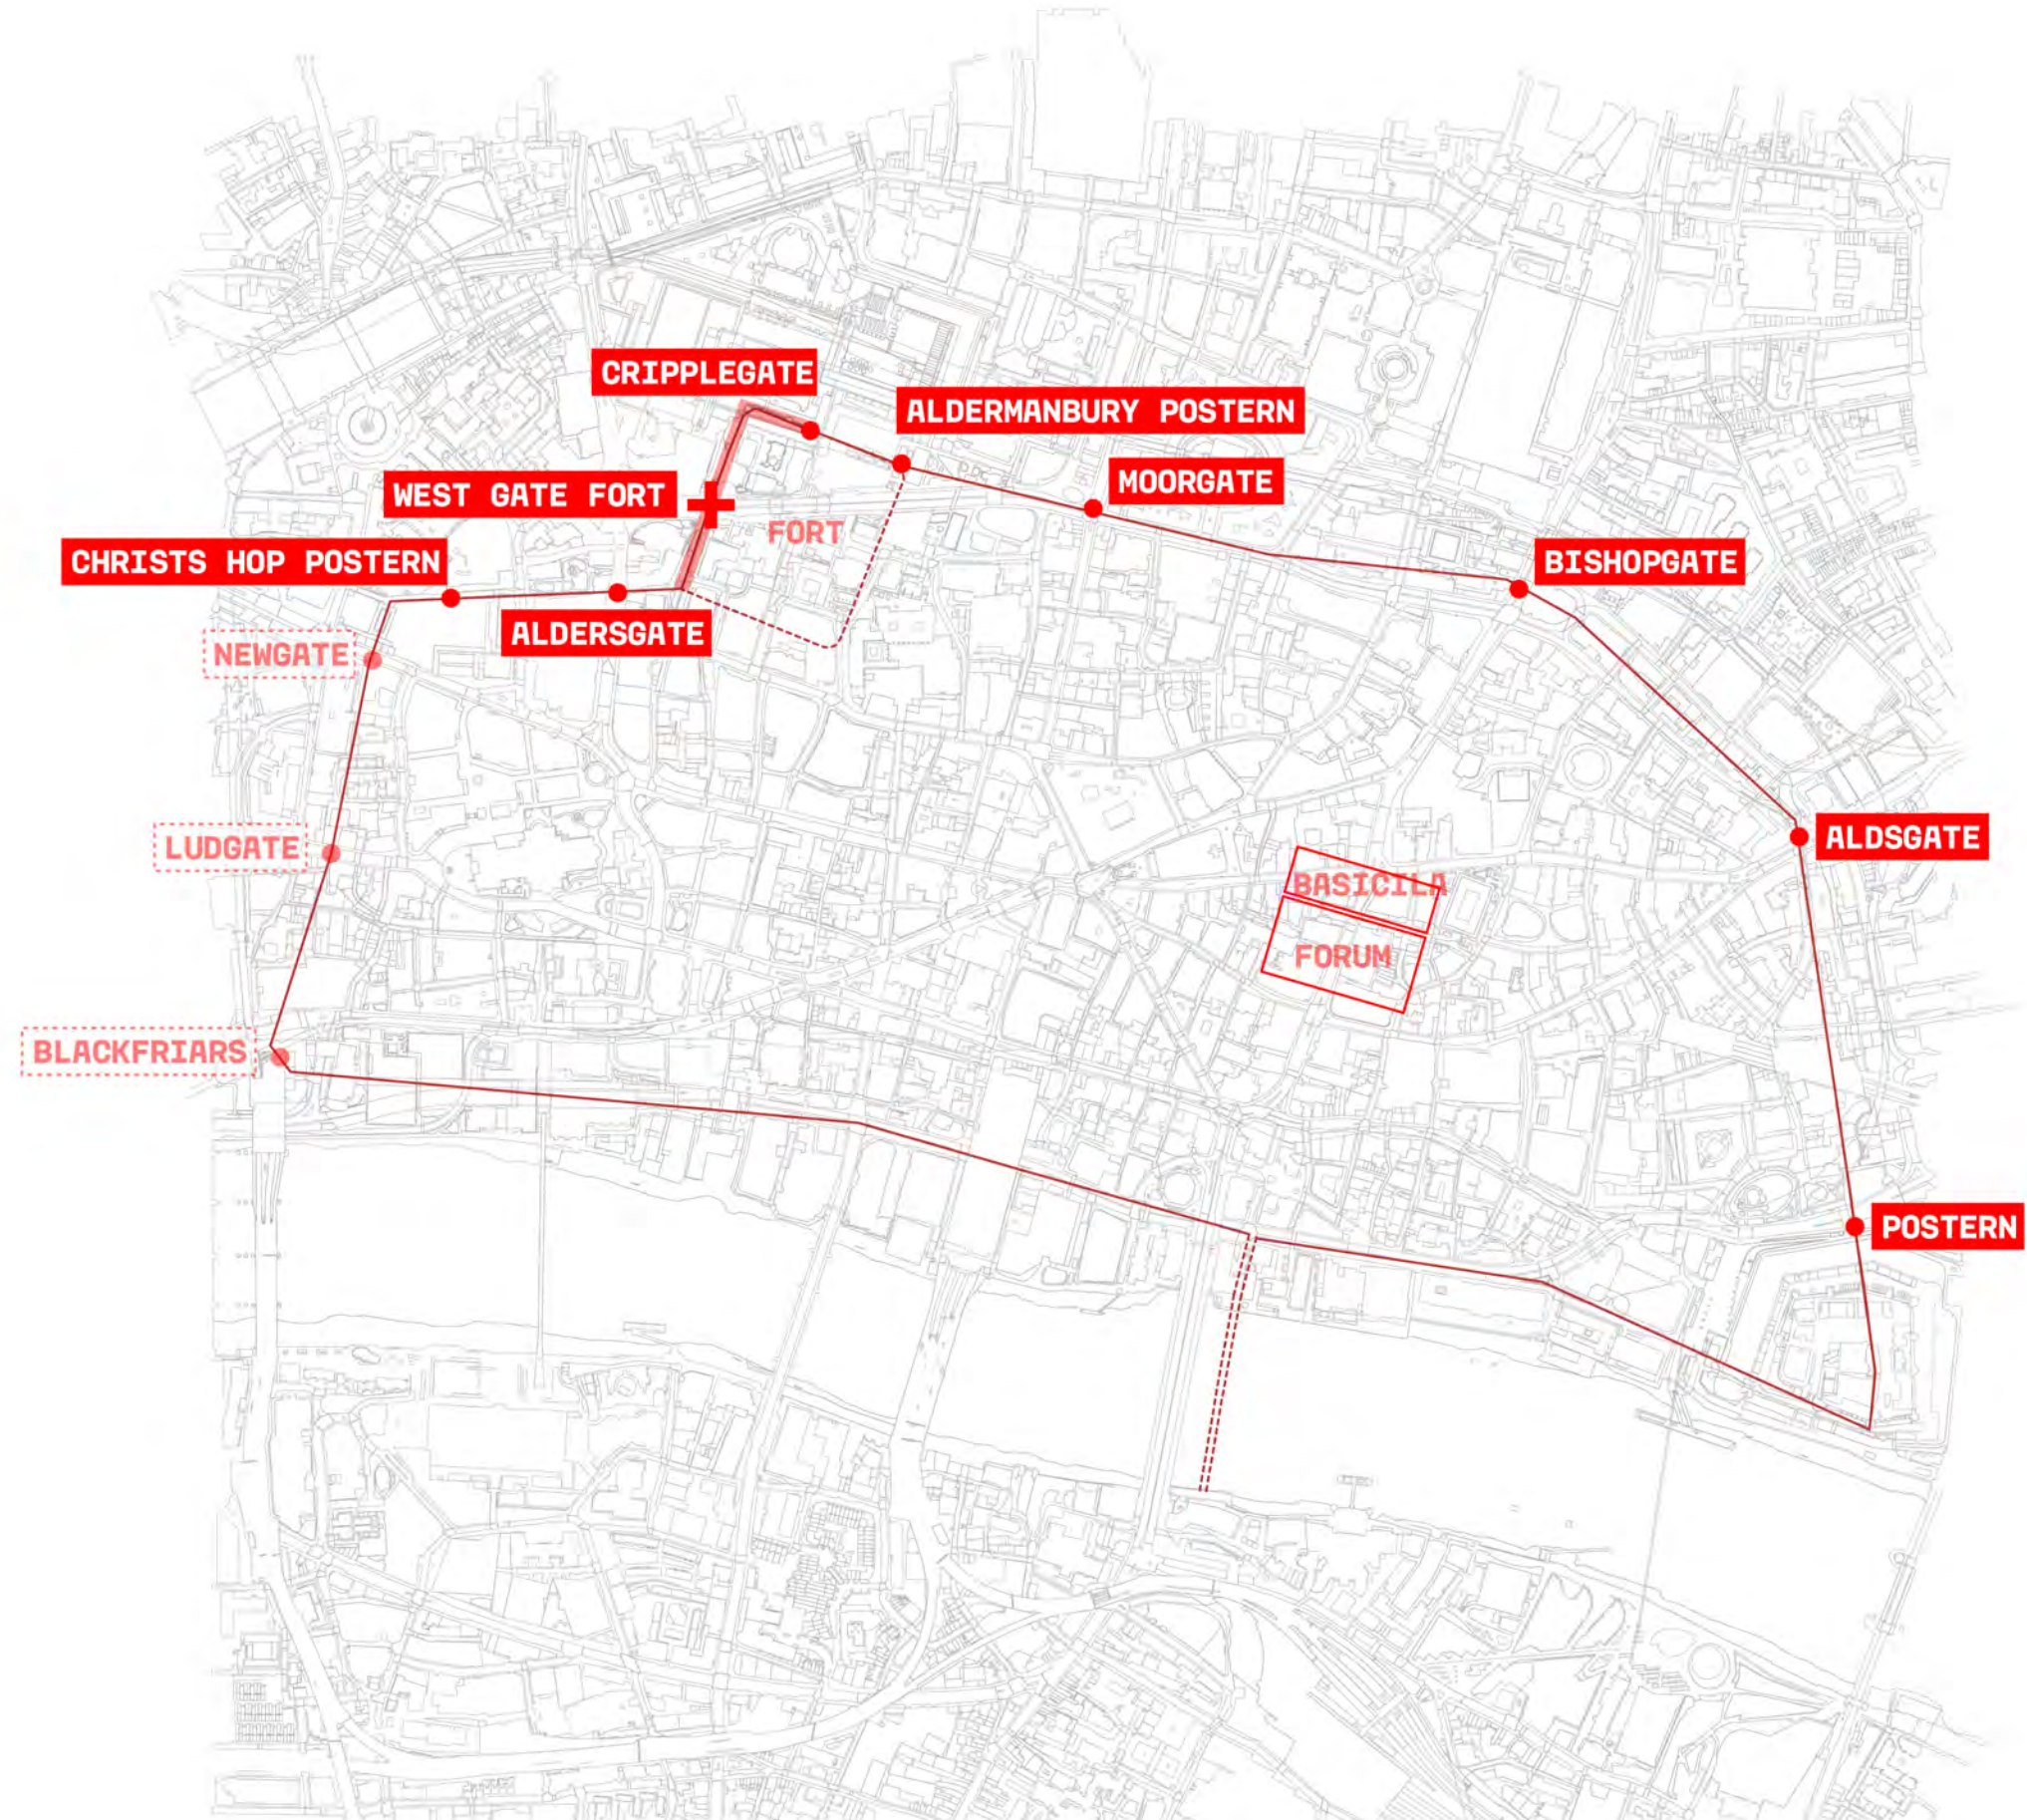 CRIPPLEGATE
ALDERMANBURY POSTERN
MOORGATE
WEST GATE FORT
FORT
CHRISTS HOP POSTERN
BISHOPGATE
ALDERSGATE
NEWGATE
ALDSGATE
LUDGATE
BASICILA
FORUM
BLACKFRIARS
POSTERN